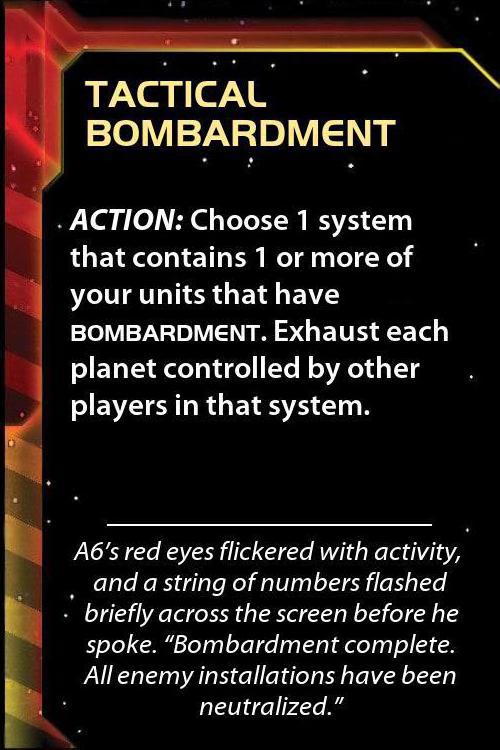 TACTICAL
BOMBARDMENT
ACTION: Choose 1 system
that contains 1 or more of
your units that have
BOMBARDMENT. Exhaust each
planet controlled by other
players in that system.
A6’s red eyes flickered with activity,
and a string of numbers flashed
briefly across the screen before he
spoke. “Bombardment complete.
All enemy installations have been
neutralized.”